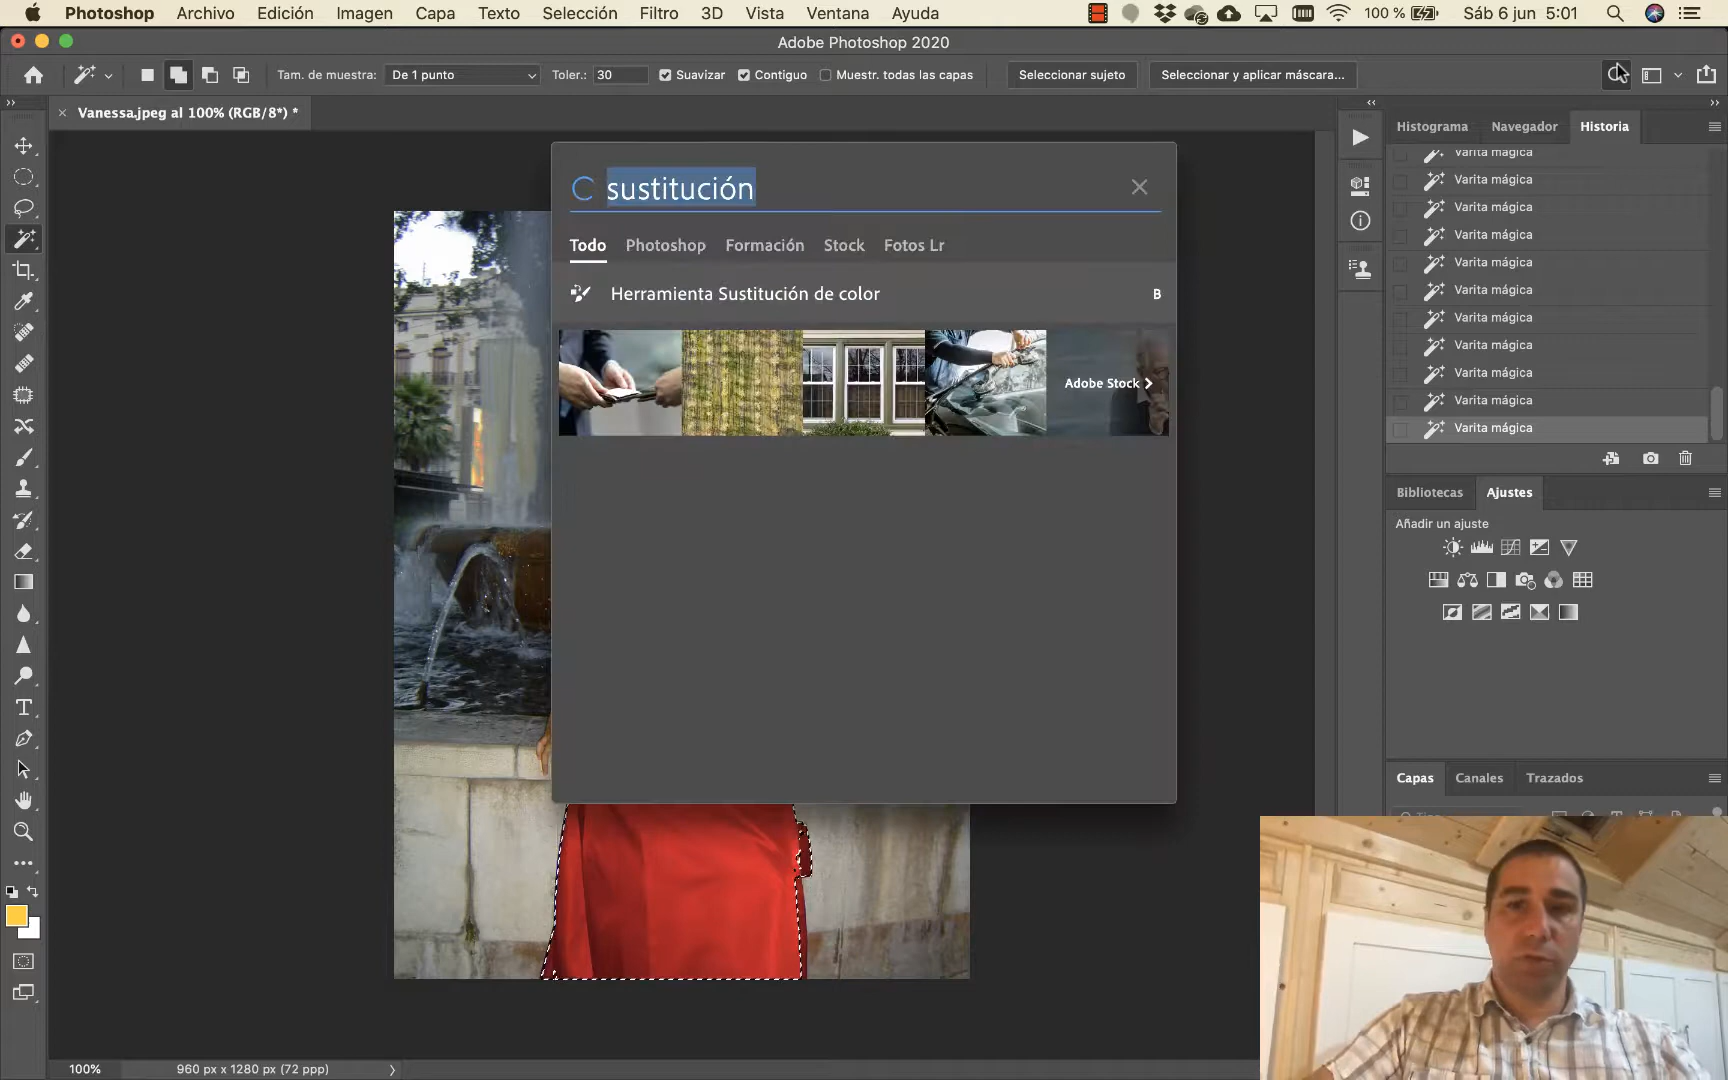 Photoshop Archivo Edición Imagen Capa Texto Selección Filtro 3D Vista Ventana Ayuda 100 % Sáb 6 jun 5:01
Adobe Photoshop 2020
Tam. de muestra: De 1 punto Toler.: 30 Suavizar Contiguo Muestr. todas las capas Seleccionar sujeto Seleccionar y aplicar máscara...
Vanessa.jpeg al 100% (RGB/8*) *
Histograma Navegador Historia
sustitución
Todo Photoshop Formación Stock Fotos Lr
Herramienta Sustitución de color B
Adobe Stock
Varita mágica
Varita mágica
Varita mágica
Varita mágica
Varita mágica
Varita mágica
Varita mágica
Varita mágica
Varita mágica
Varita mágica
Varita mágica
Bibliotecas Ajustes
Añadir un ajuste
Capas Canales Trazados
100% 960 px x 1280 px (72 ppp)